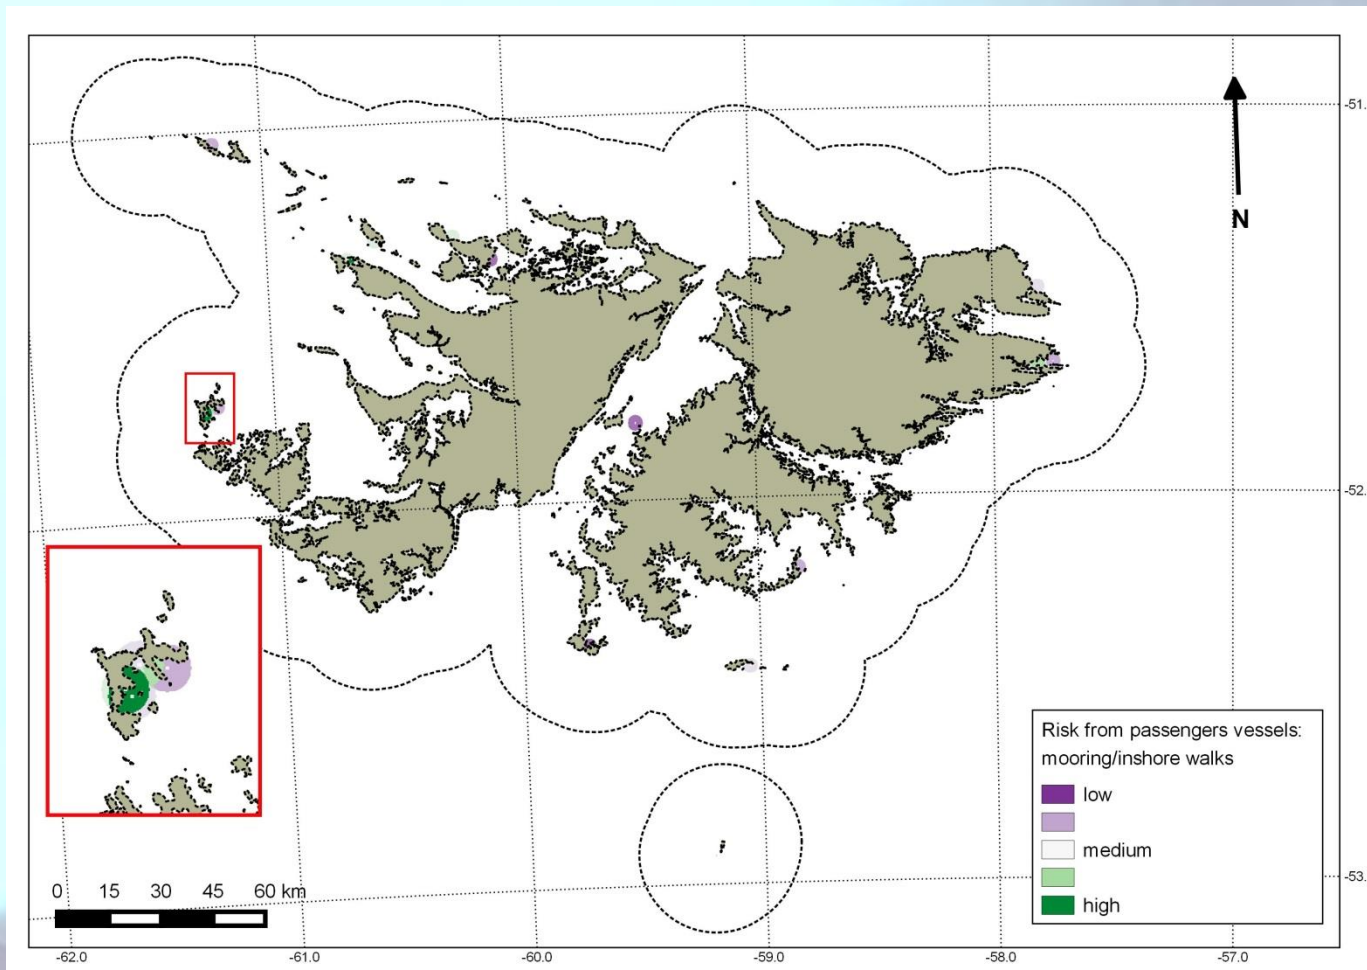 -51.
N
-52.
Risk from passengers vessels:
mooring/inshore walks
low
medium
high
-53.
0 15 30 45 60 km
-62.0 -61.0 -60.0 -59.0 -58.0 -57.0